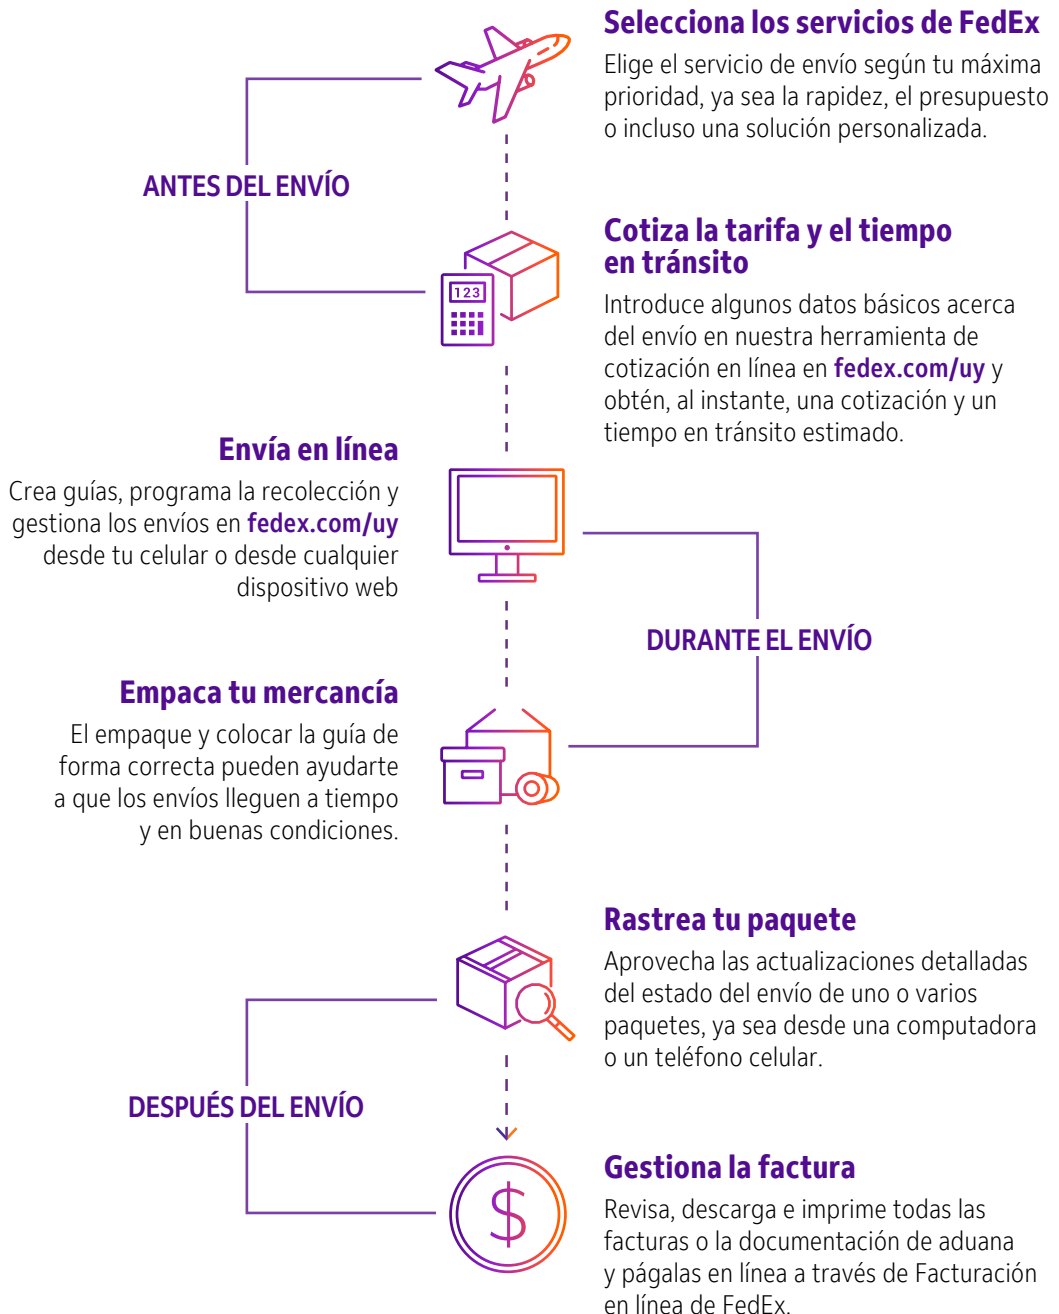 Selecciona los servicios de FedEx
Elige el servicio de envío según tu máxima
prioridad, ya sea la rapidez, el presupuesto
o incluso una solución personalizada.
ANTES DEL ENVÍO
Cotiza la tarifa y el tiempo
en tránsito
123
Introduce algunos datos básicos acerca
del envío en nuestra herramienta de
cotización en línea en fedex.com/uy y
obtén, al instante, una cotización y un
tiempo en tránsito estimado.
Envía en línea
Crea guías, programa la recolección y
gestiona los envíos en fedex.com/uy
desde tu celular o desde cualquier
dispositivo web
DURANTE EL ENVÍO
Empaca tu mercancía
El empaque y colocar la guía de
forma correcta pueden ayudarte
a que los envíos lleguen a tiempo
y en buenas condiciones.
Rastrea tu paquete
Aprovecha las actualizaciones detalladas
del estado del envío de uno o varios
paquetes, ya sea desde una computadora
o un teléfono celular.
DESPUÉS DEL ENVÍO
Gestiona la factura
$
Revisa, descarga e imprime todas las
facturas o la documentación de aduana
y págalas en línea a través de Facturación
en línea de FedEx.